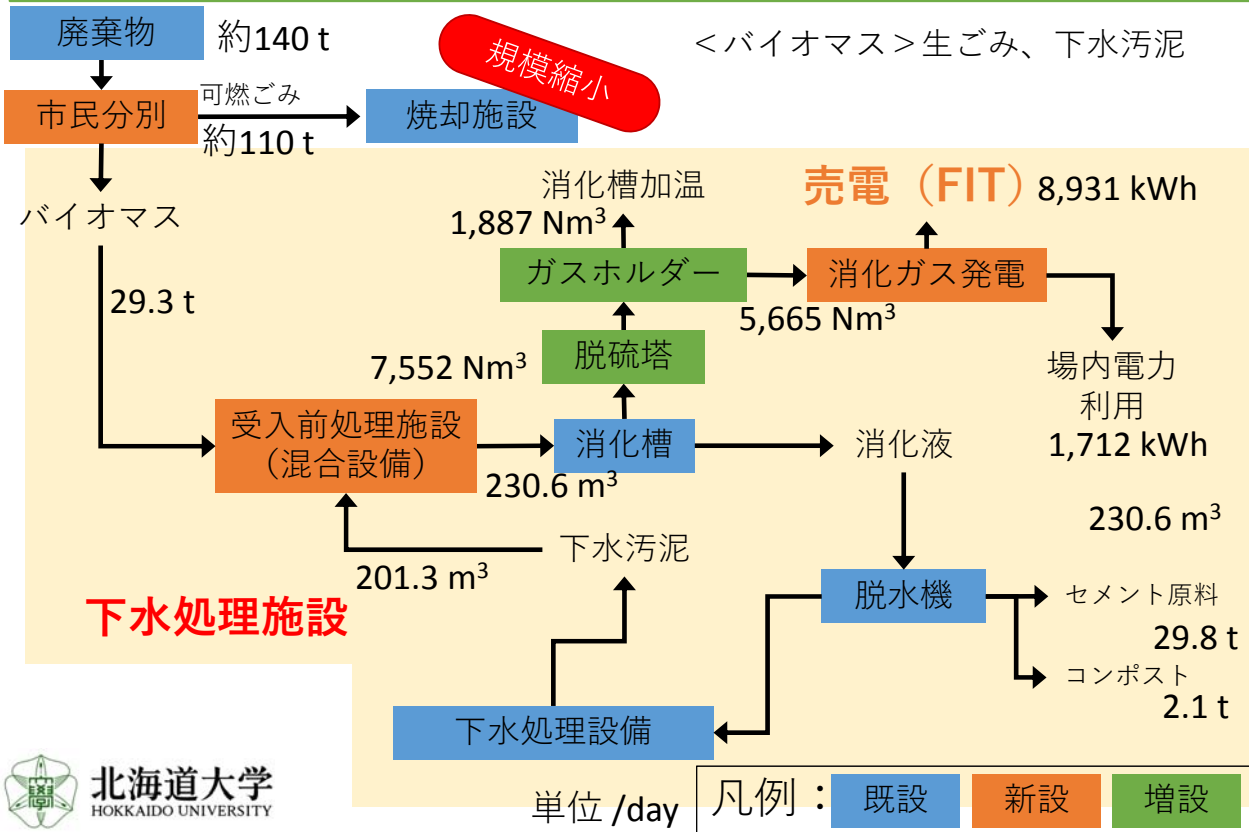 廃棄物
約140 t
規模縮小
＜バイオマス＞生ごみ、下水汚泥
市民分別
可燃ごみ
約110 t
焼却施設
バイオマス
29.3 t
消化槽加温
1,887 Nm³
売電（FIT）8,931 kWh
ガスホルダー
消化ガス発電
5,665 Nm³
脱硫塔
7,552 Nm³
場内電力
利用
1,712 kWh
受入前処理施設
（混合設備）
230.6 m³
消化槽
消化液
230.6 m³
下水汚泥
201.3 m³
下水処理施設
脱水機
セメント原料
29.8 t
コンポスト
2.1 t
下水処理設備
北海道大学
HOKKAIDO UNIVERSITY
単位 /day
凡例：
既設
新設
増設